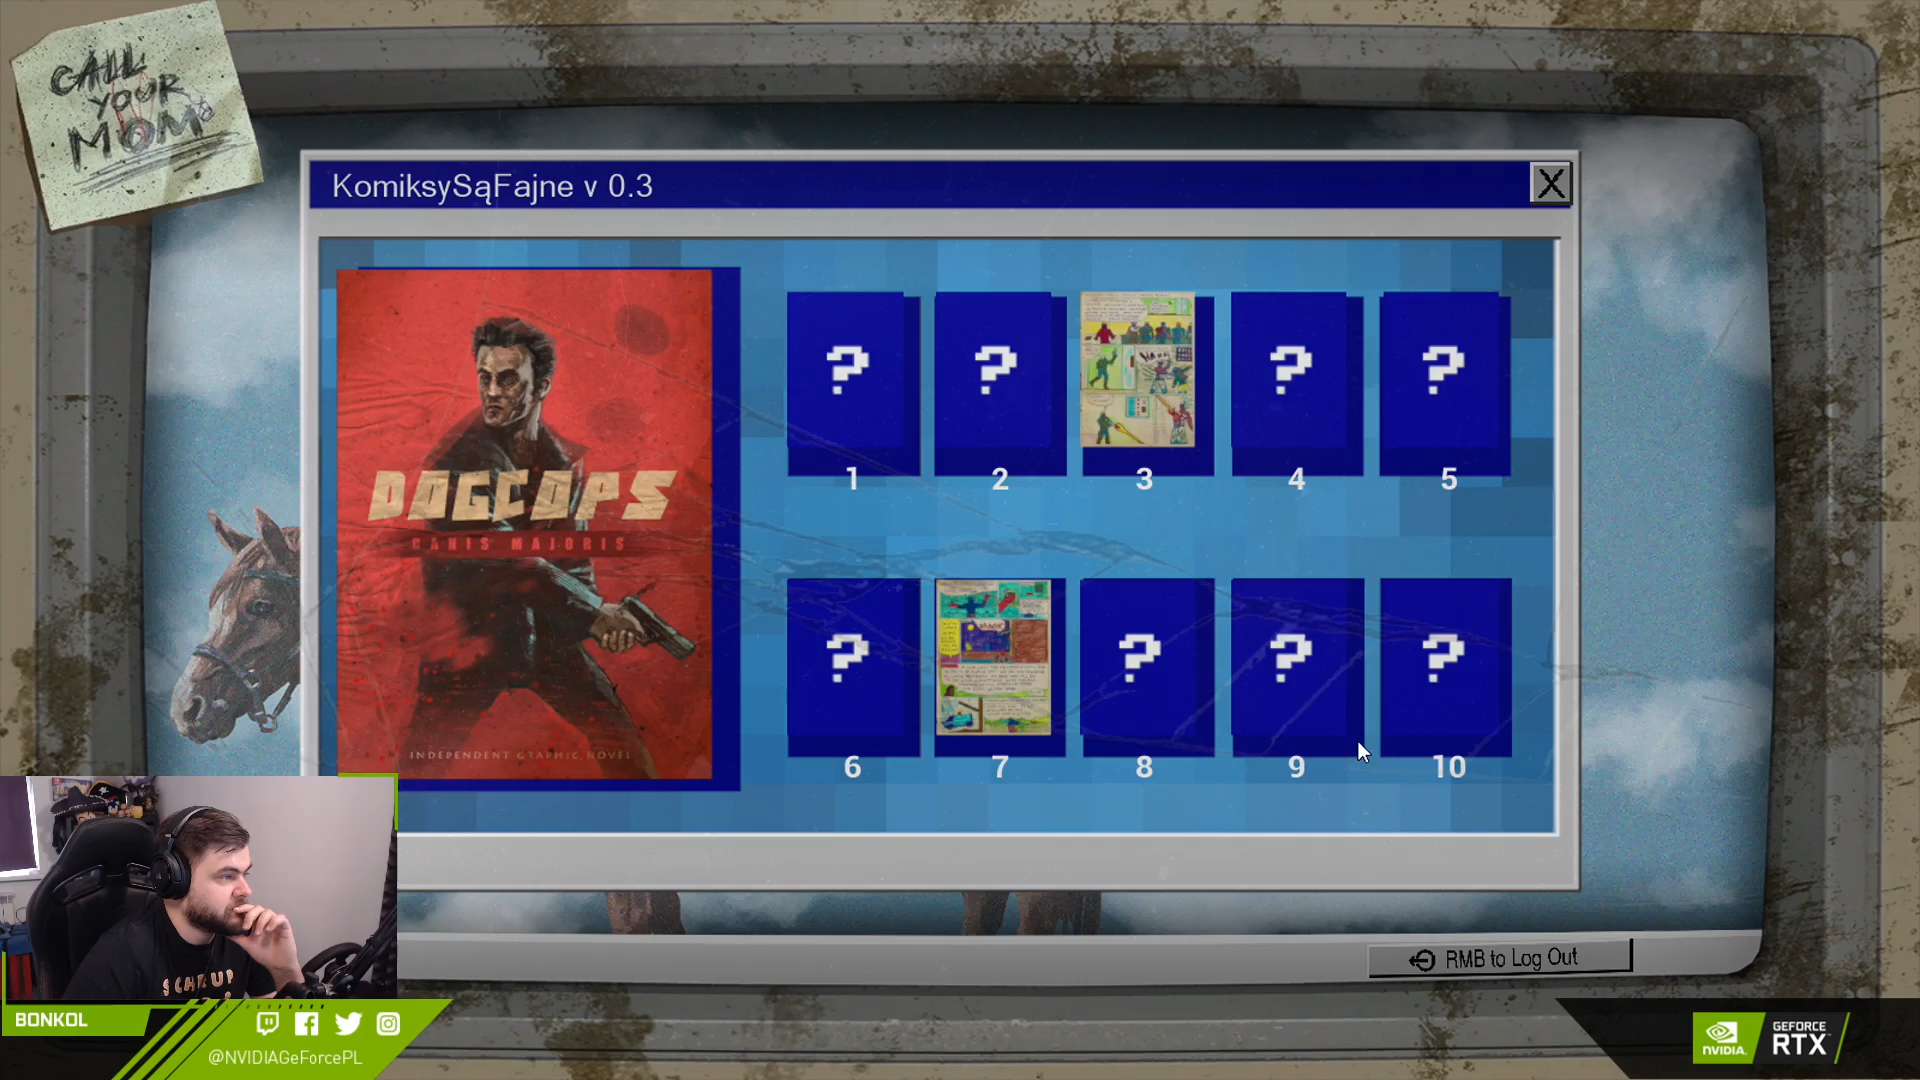 CALL
YOUR
MOM
KomiksySąFajne v 0.3
X
DOGCOPS
CANIS MAJORIS
INDEPENDENT GRAPHIC NOVEL
? ? ? ?
1 2 3 4 5
? ? ? ?
6 7 8 9 10
RMB to Log Out
BONKOL
@NVIDIAGeForcePL
NVIDIA.
GEFORCE
RTX